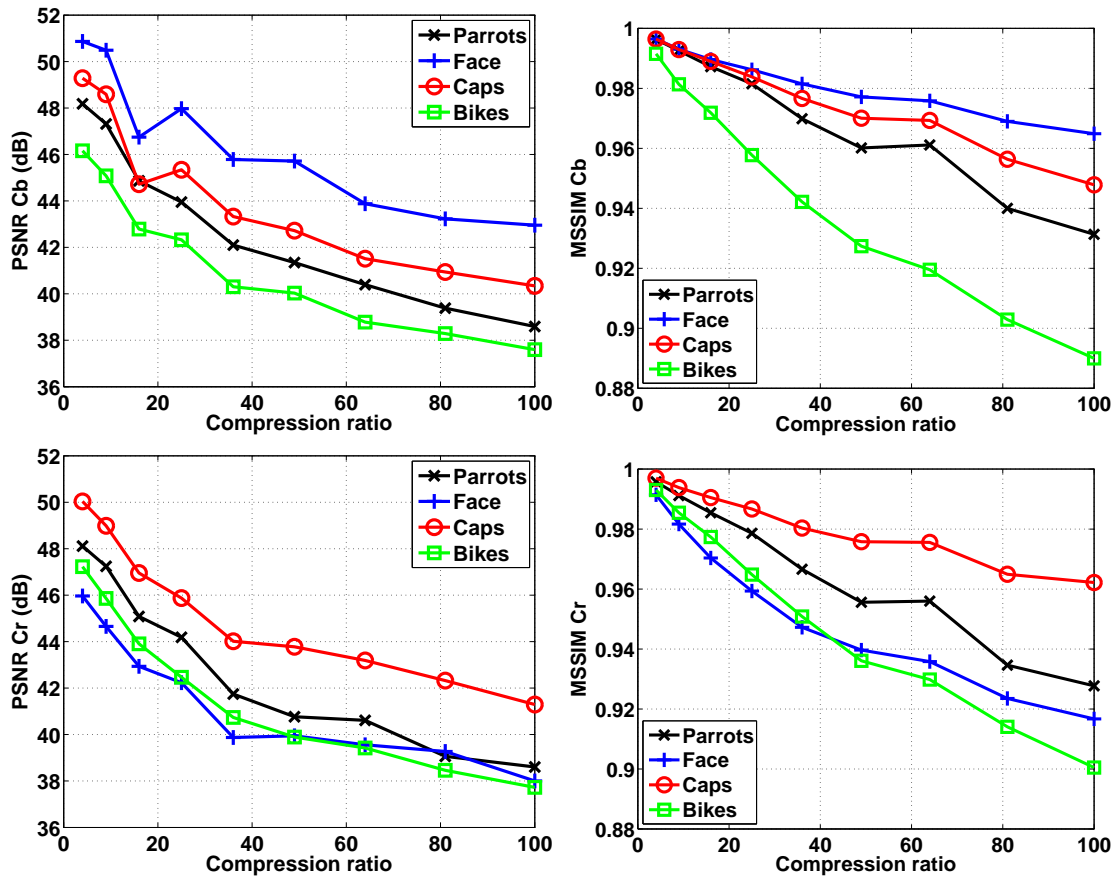 52
50
48
46
44
42
40
38
36
PSNR Cb (dB)
0 20 40 60 80 100
Compression ratio
Parrots
Face
Caps
Bikes
1
0.98
0.96
0.94
0.92
0.9
0.88
MSSIM Cb
0 20 40 60 80 100
Compression ratio
Parrots
Face
Caps
Bikes
52
50
48
46
44
42
40
38
36
PSNR Cr (dB)
0 20 40 60 80 100
Compression ratio
Parrots
Face
Caps
Bikes
1
0.98
0.96
0.94
0.92
0.9
0.88
MSSIM Cr
0 20 40 60 80 100
Compression ratio
Parrots
Face
Caps
Bikes